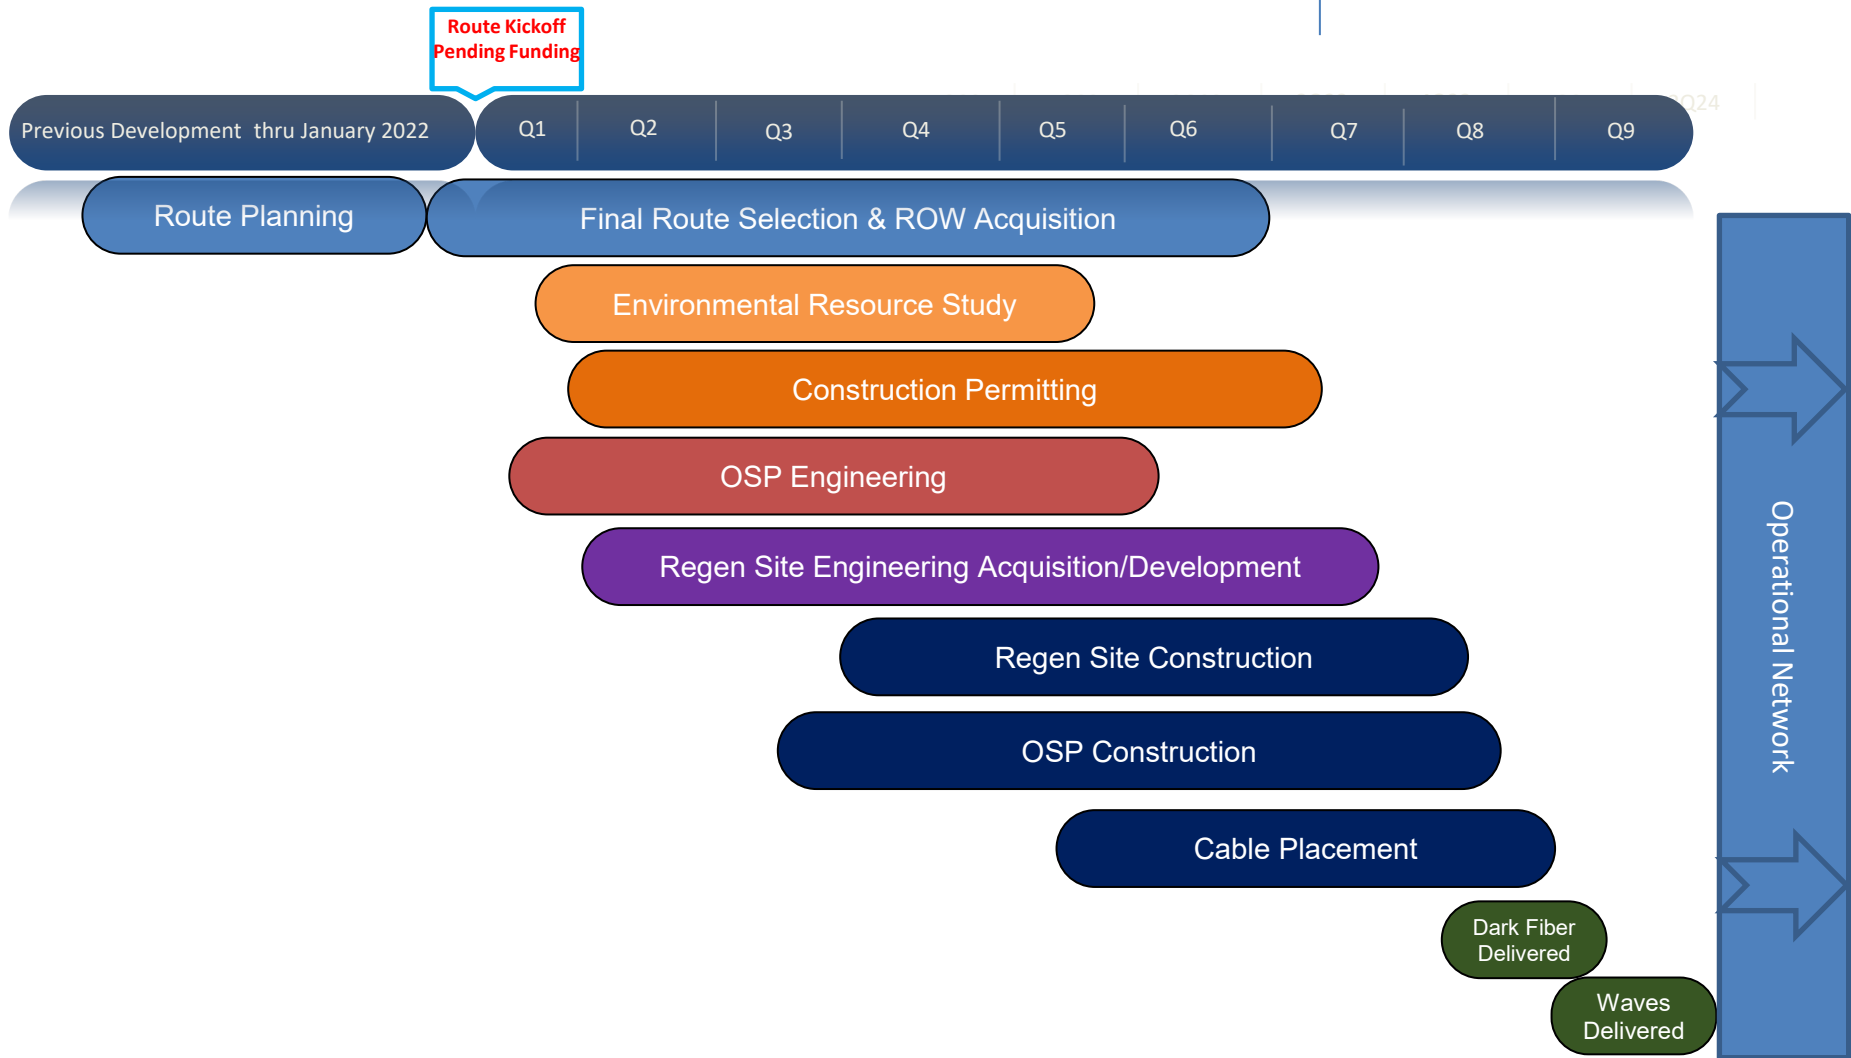 Route Kickoff
Pending Funding
Previous Development  thru January 2022
Q1
Q2
Q3
Q4
Q5
Q6
Q7
Q8
Q9
Q24
Route Planning
Final Route Selection & ROW Acquisition
Environmental Resource Study
Construction Permitting
OSP Engineering
Regen Site Engineering Acquisition/Development
Regen Site Construction
OSP Construction
Cable Placement
Dark Fiber
Delivered
Waves
Delivered
Operational Network